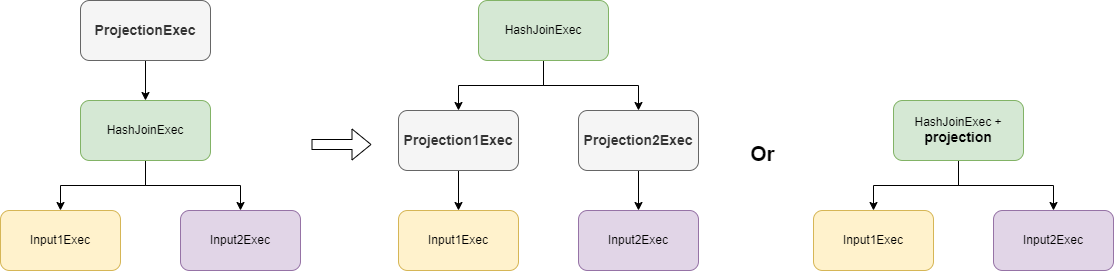 ProjectionExec
HashJoinExec
Input1Exec
Input2Exec
HashJoinExec
Projection1Exec
Projection2Exec
Input1Exec
Input2Exec
Or
HashJoinExec +
projection
Input1Exec
Input2Exec